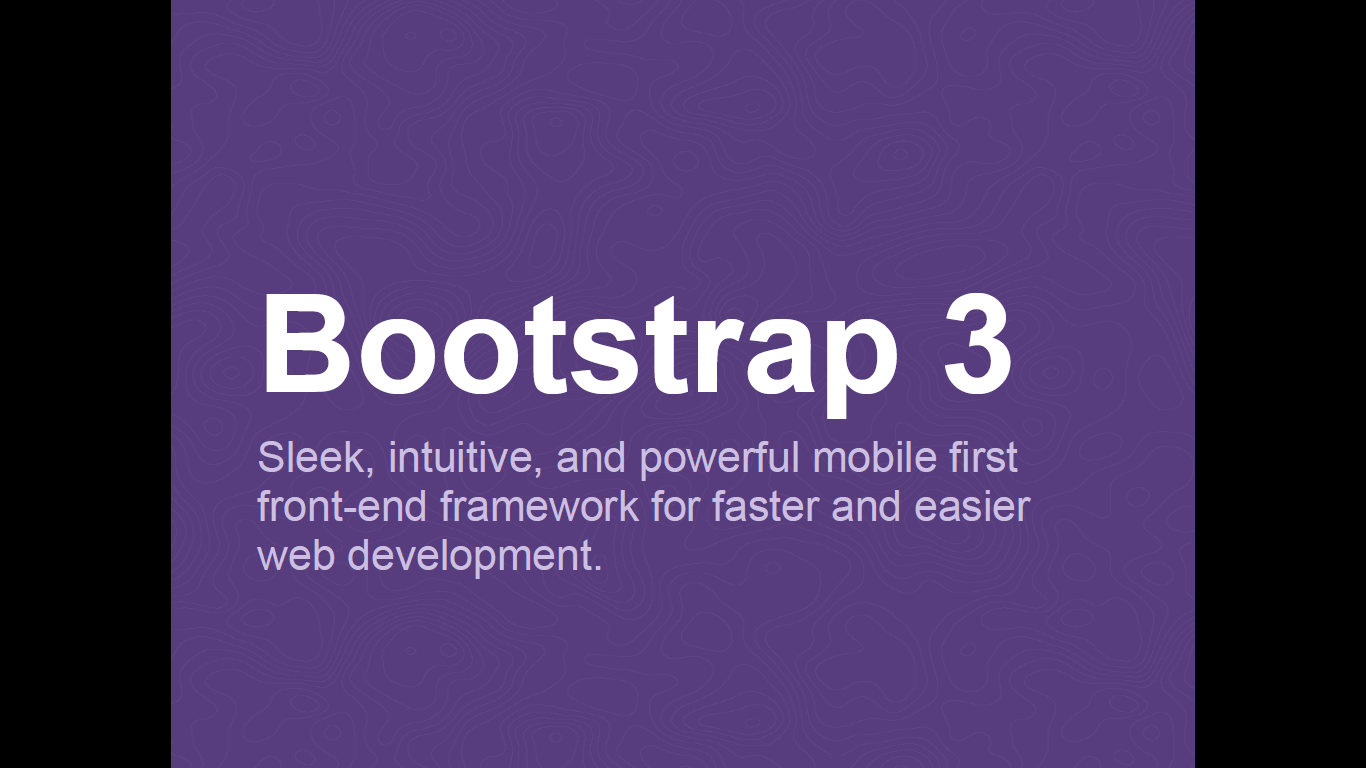 Bootstrap 3
Sleek, intuitive, and powerful mobile first
front-end framework for faster and easier
web development.